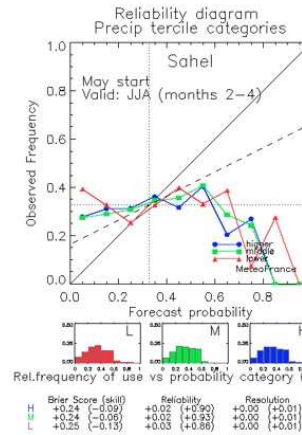 Reliability diagram
Precip tercile categories
Sahel
May start
Valid: JJA (months 2-4)
1.0
0.8
0.6
0.4
0.2
0.0
Observed Frequency
higher
middle
lower
MeteoFrance
0.0 0.2 0.4 0.6 0.8
Forecast probability
L M H
Rel.frequency of use vs probability category (
Brier Score (skill) Reliability Resolution
H +0.24 (-0.09) +0.02 (+0.90) +0.00 (+0.01)
M +0.24 (-0.06) +0.02 (+0.93) +0.00 (+0.01)
L +0.25 (-0.13) +0.03 (+0.86) +0.00 (+0.01)